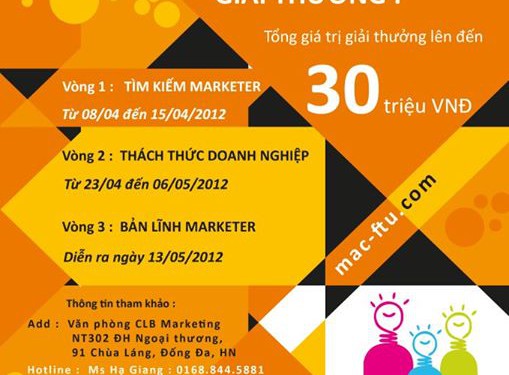 GIẢI THƯỞNG :
Tổng giá trị giải thưởng lên đến
30 triệu VNĐ
Vòng 1 : TÌM KIẾM MARKETER
Từ 08/04 đến 15/04/2012
Vòng 2 : THÁCH THỨC DOANH NGHIỆP
Từ 23/04 đến 06/05/2012
Vòng 3 : BẢN LĨNH MARKETER
Diễn ra ngày 13/05/2012
mac-ftu.com
Thông tin tham khảo :
Add : Văn phòng CLB Marketing
NT302 ĐH Ngoại thương,
91 Chùa Láng, Đống Đa, HN
Hotline : Ms Hạ Giang : 0168.844.5881